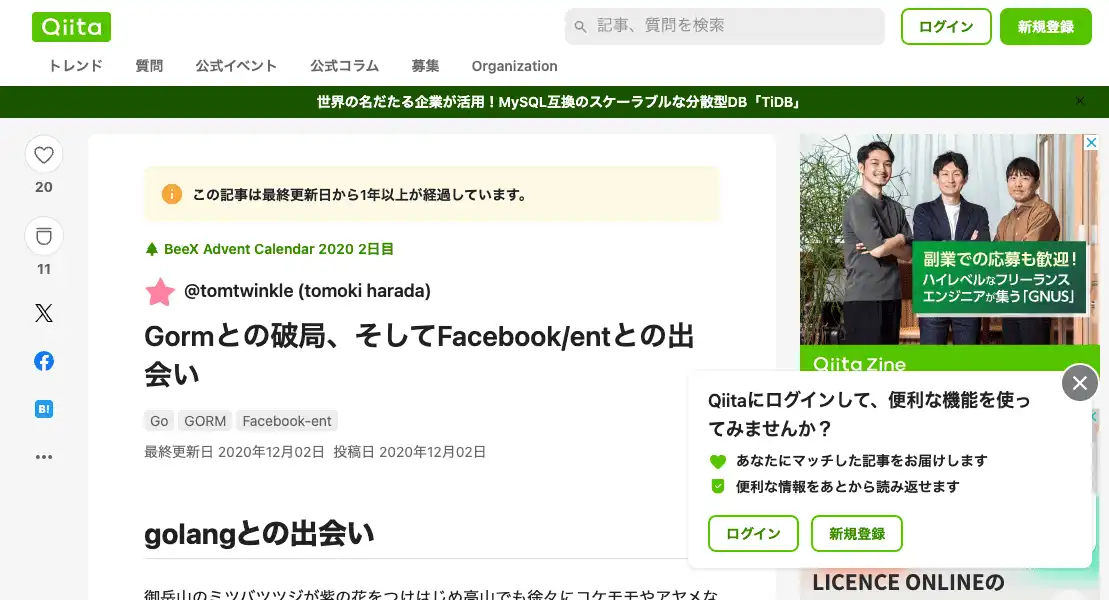 Qiita
記事、質問を検索
ログイン
新規登録
トレンド
質問
公式イベント
公式コラム
募集
Organization
世界の名だたる企業が活用！MySQL互換のスケーラブルな分散型DB「TiDB」
20
11
B!
この記事は最終更新日から1年以上が経過しています。
BeeX Advent Calendar 2020 2日目
@tomtwinkle (tomoki harada)
Gormとの破局、そしてFacebook/entとの出
会い
Go
GORM
Facebook-ent
最終更新日 2020年12月02日 投稿日 2020年12月02日
golangとの出会い
御岳山のミツバツツジが紫の花をつけはじめ高山でも徐々にコケモモやアヤメな
副業での応募も歓迎！
ハイレベルなフリーランス
エンジニアが集う「GNUS」
Qiita Zine
Qiitaにログインして、便利な機能を使っ
てみませんか？
あなたにマッチした記事をお届けします
便利な情報をあとから読み返せます
ログイン
新規登録
LICENCE ONLINEの